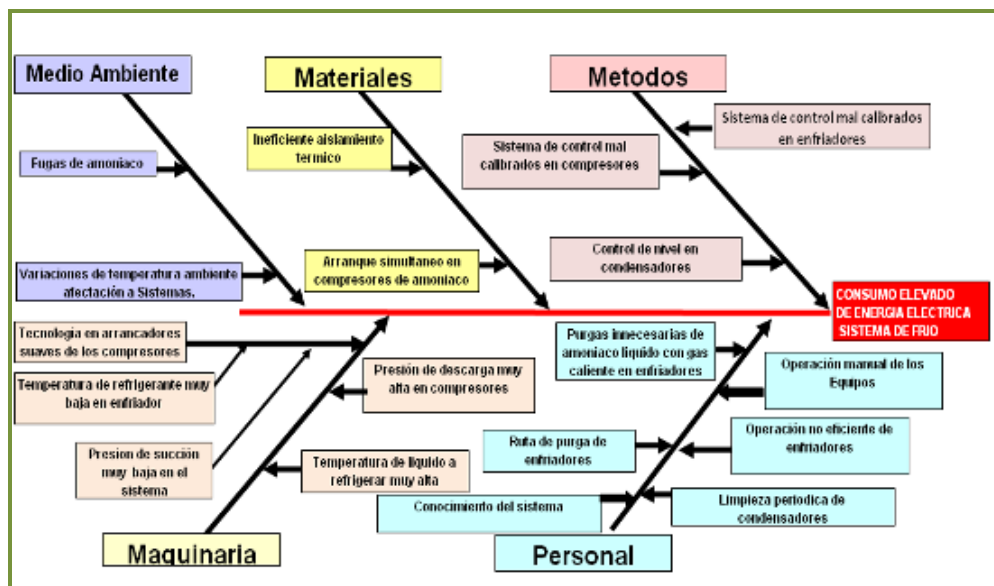 Medio Ambiente
Materiales
Metodos
Sistema de control mal calibrados
en enfriadores
Ineficiente aislamiento
termico
Sistema de control mal
calibrados en compresores
Fugas de amoniaco
Control de nivel en
condensadores
Arranque simultaneo en
compresores de amoniaco
Variaciones de temperatura ambiente
afectación a Sistemas.
CONSUMO ELEVADO
DE ENERGIA ELECTRICA
SISTEMA DE FRIO
Tecnologia en arrancadores
suaves de los compresores
Purgas innecesarias de
amoniaco liquido con gas
caliente en enfriadores
Temperatura de refrigerante muy
baja en enfriador
Presión de descarga muy
alta en compresores
Operación manual de los
Equipos
Presion de succión
muy baja en el
sistema
Temperatura de líquido a
refrigerar muy alta
Ruta de purga de
enfriadores
Operación no eficiente de
enfriadores
Conocimiento del sistema
Limpieza periodica de
condensadores
Maquinaria
Personal